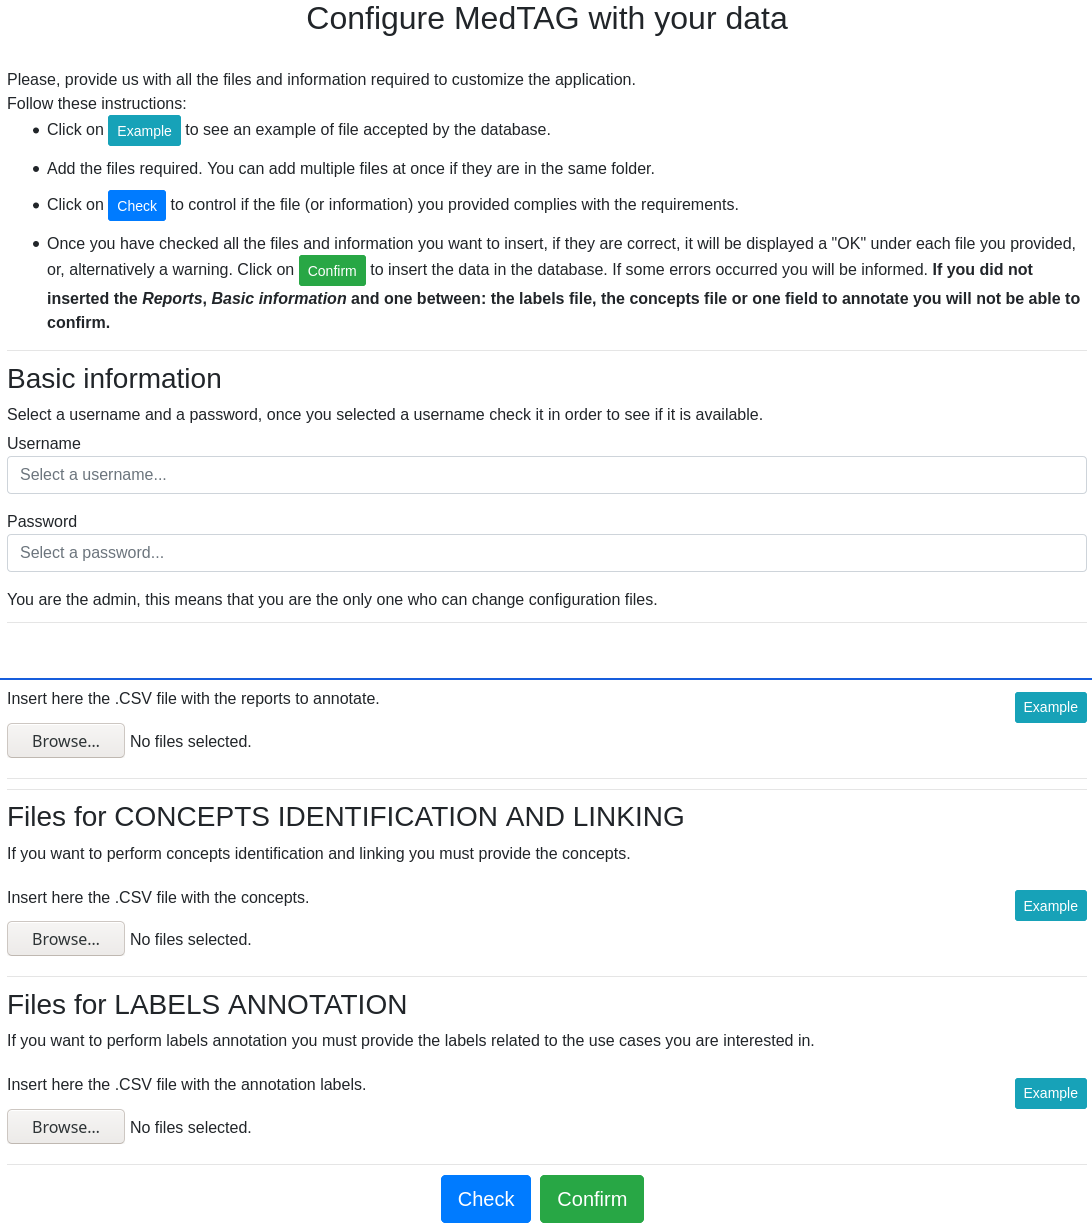 Configure MedTAG with your data
Please, provide us with all the files and information required to customize the application.
Follow these instructions:
Click on Example to see an example of file accepted by the database.
Add the files required. You can add multiple files at once if they are in the same folder.
Click on Check to control if the file (or information) you provided complies with the requirements.
Once you have checked all the files and information you want to insert, if they are correct, it will be displayed a "OK" under each file you provided,
or, alternatively a warning. Click on Confirm to insert the data in the database. If some errors occurred you will be informed. If you did not
inserted the Reports, Basic information and one between: the labels file, the concepts file or one field to annotate you will not be able to
confirm.
Basic information
Select a username and a password, once you selected a username check it in order to see if it is available.
Username
Select a username...
Password
Select a password...
You are the admin, this means that you are the only one who can change configuration files.
Insert here the .CSV file with the reports to annotate.
Example
Browse... No files selected.
Files for CONCEPTS IDENTIFICATION AND LINKING
If you want to perform concepts identification and linking you must provide the concepts.
Insert here the .CSV file with the concepts.
Example
Browse... No files selected.
Files for LABELS ANNOTATION
If you want to perform labels annotation you must provide the labels related to the use cases you are interested in.
Insert here the .CSV file with the annotation labels.
Example
Browse... No files selected.
Check Confirm